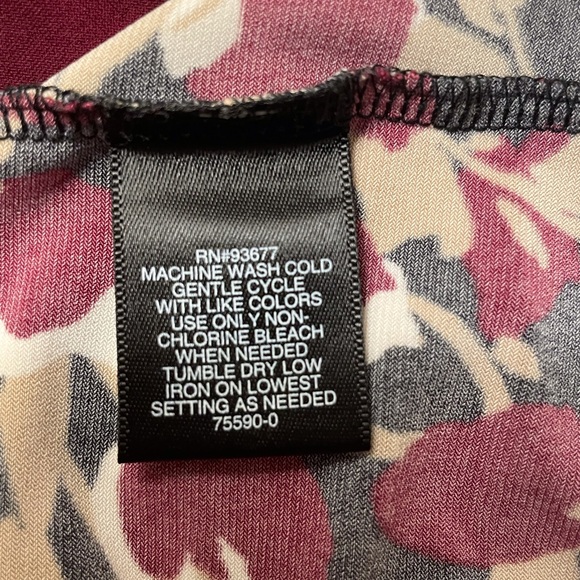 RN#93677
MACHINE WASH COLD
GENTLE CYCLE
WITH LIKE COLORS
USE ONLY NON-
CHLORINE BLEACH
WHEN NEEDED
TUMBLE DRY LOW
IRON ON LOWEST
SETTING AS NEEDED
75590-0